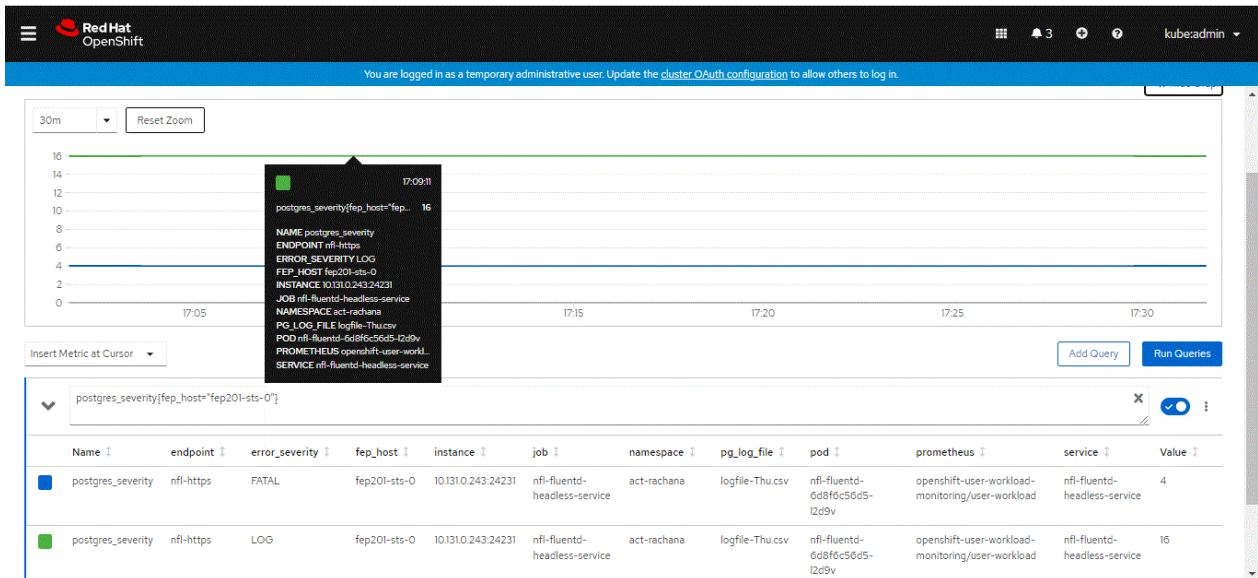 Red Hat
OpenShift
3
kube:admin
You are logged in as a temporary administrative user. Update the cluster OAuth configuration to allow others to log in.
30m
Reset Zoom
16
14
12
10
8
6
4
2
0
17:05
17:15
17:20
17:25
17:30
17:09:11
postgres_severity{fep_host="fep... 16
NAME postgres_severity
ENDPOINT nfl-https
ERROR_SEVERITY LOG
FEP_HOST fep201-sts-0
INSTANCE 10.131.0.243:24231
JOB nfl-fluentd-headless-service
NAMESPACE act-rachana
PG_LOG_FILE logfile-Thu.csv
POD nfl-fluentd-6d8f6c56d5-l2d9v
PROMETHEUS openshift-user-workl...
SERVICE nfl-fluentd-headless-service
Insert Metric at Cursor
Add Query
Run Queries
postgres_severity{fep_host="fep201-sts-0"}
Name endpoint error_severity fep_host instance job namespace pg_log_file pod prometheus service Value
postgres_severity nfl-https FATAL fep201-sts-0 10.131.0.243:24231 nfl-fluentd- act-rachana logfile-Thu.csv nfl-fluentd- openshift-user-workload- nfl-fluentd- 4
headless-service 6d8f6c56d5- monitoring/user-workload headless-service
l2d9v
postgres_severity nfl-https LOG fep201-sts-0 10.131.0.243:24231 nfl-fluentd- act-rachana logfile-Thu.csv nfl-fluentd- openshift-user-workload- nfl-fluentd- 16
headless-service 6d8f6c56d5- monitoring/user-workload headless-service
l2d9v